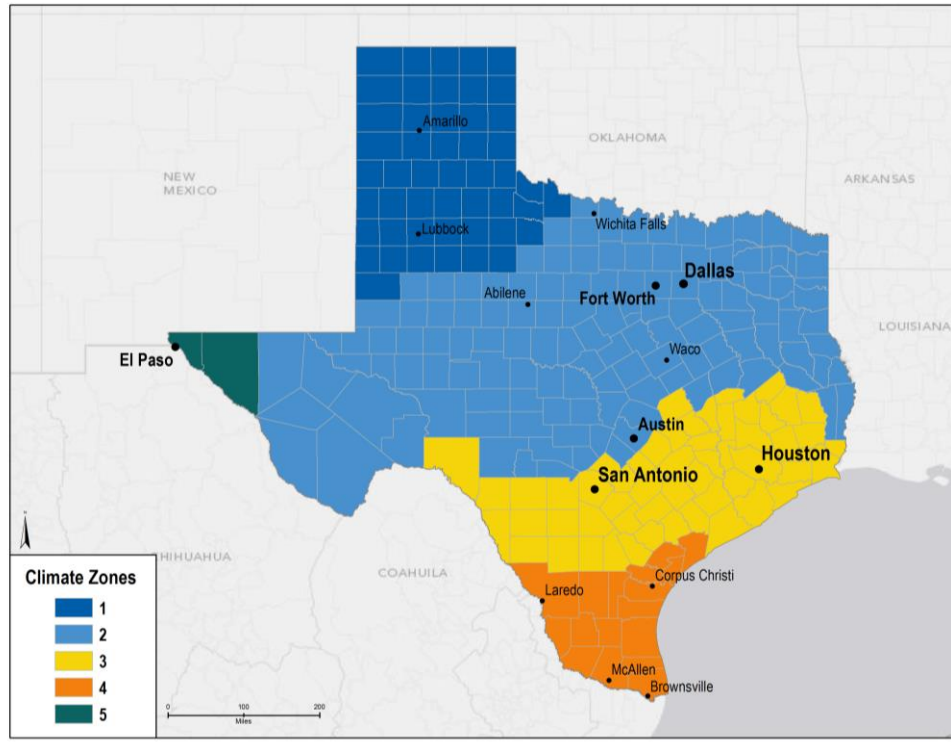 Amarillo
OKLAHOMA
NEW
MEXICO
ARKANSAS
Wichita Falls
Lubbock
Dallas
Abilene
Fort Worth
LOUISIANA
El Paso
Waco
Austin
Houston
San Antonio
CHIHUAHUA
COAHUILA
Corpus Christi
Laredo
McAllen
Brownsville
Climate Zones
1
2
3
4
5
0 100 200
Miles